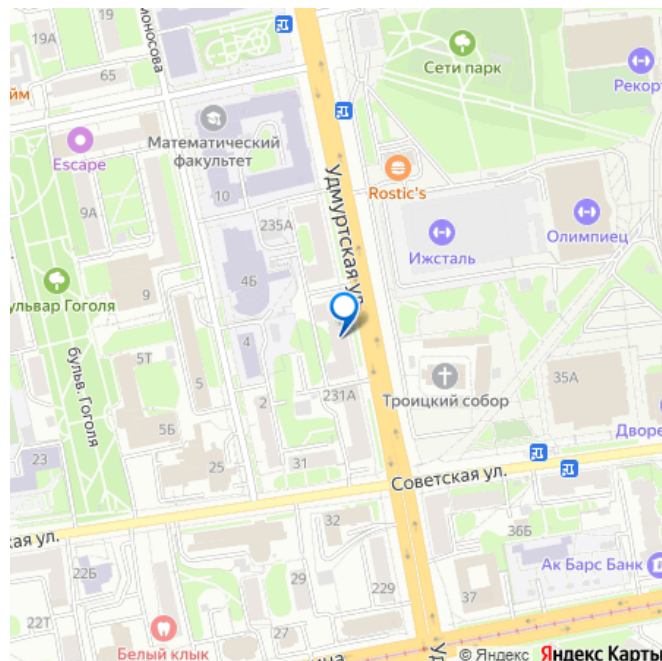 19А
19
омоносова
65
йм
Escape
Математический
факультет
10
9А
Сети парк
Рекорт
Rostic's
Удмуртская ул.
235А
Ижсталь
Олимпиец
4Б
ульвар Гоголя
9
бульв. Гоголя
5Т
4
5
2
231А
Троицкий собор
35А
Дворе
5Б
25
23
31
Советская ул.
кая ул.
32
36Б
22Б
29
229
Ак Барс Банк
37
22Т
27
Белый клык
ина
Уд
© Яндекс Яндекс Карты